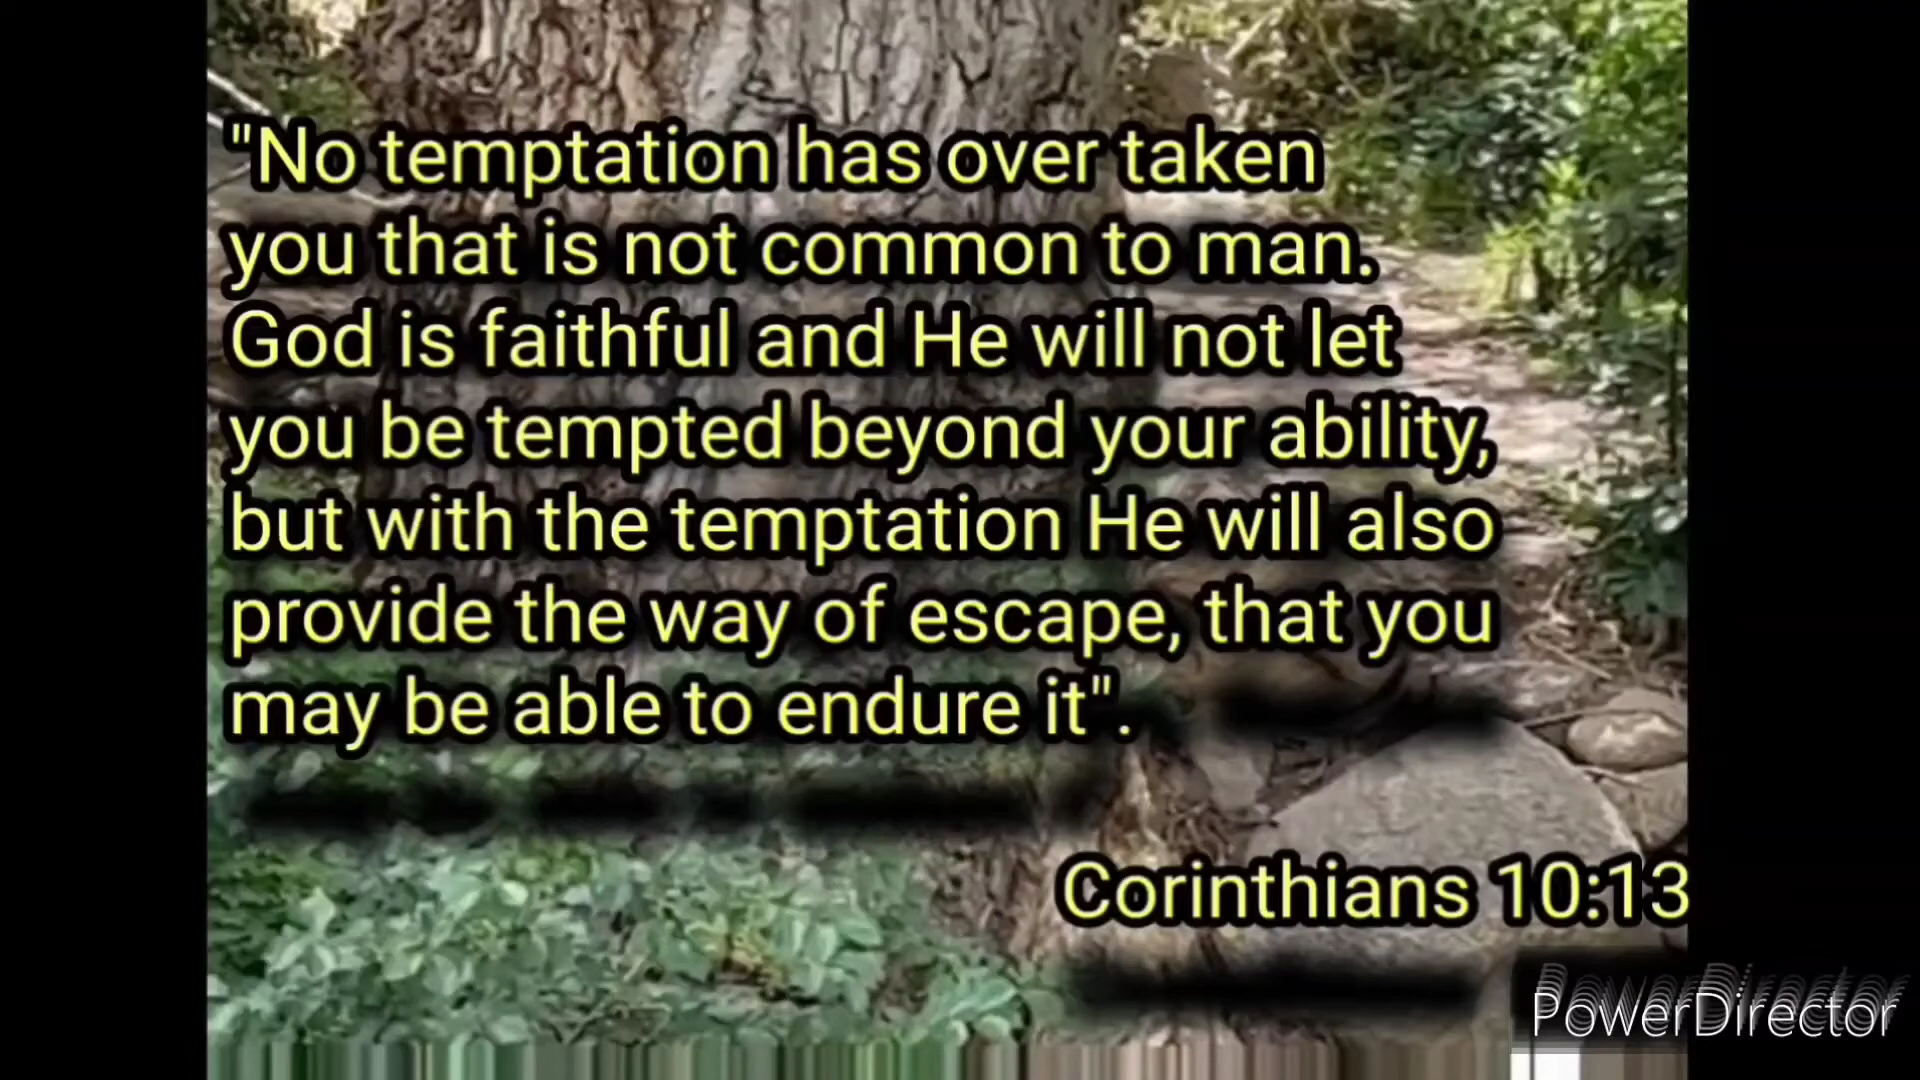 "No temptation has over taken
you that is not common to man.
God is faithful and He will not let
you be tempted beyond your ability,
but with the temptation He will also
provide the way of escape, that you
may be able to endure it".
Corinthians 10:13
PowerDirector